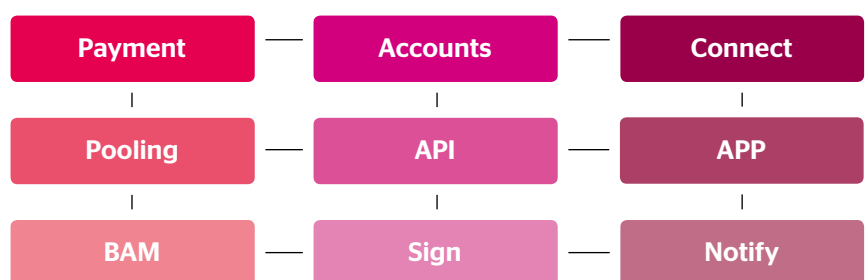 Payment
Accounts
Connect
Pooling
API
APP
BAM
Sign
Notify